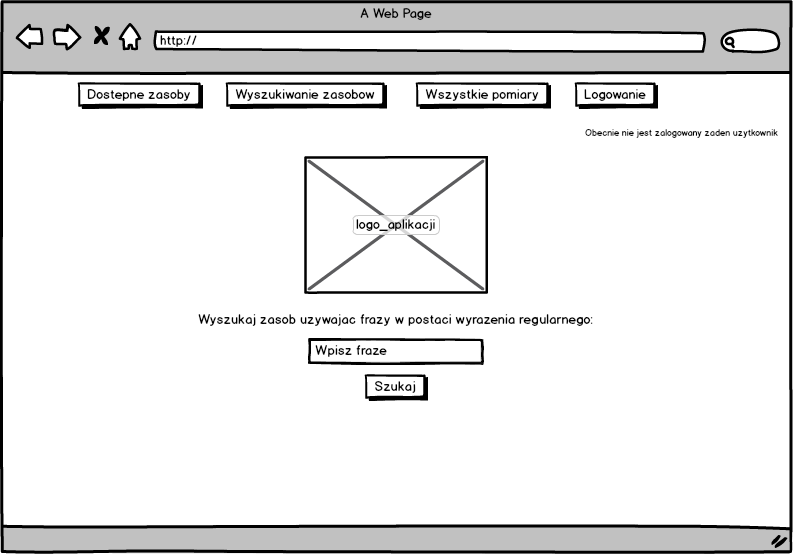 A Web Page
http://
Dostepne zasoby
Wyszukiwanie zasobow
Wszystkie pomiary
Logowanie
Obecnie nie jest zalogowany zaden uzytkownik
logo_aplikacji
Wyszukaj zasob uzywajac frazy w postaci wyrazenia regularnego:
Wpisz fraze
Szukaj